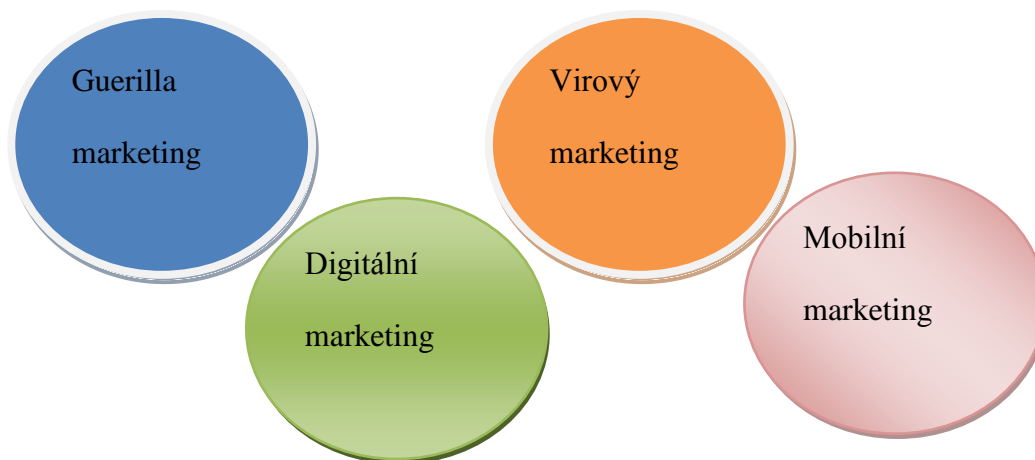 Guerilla
marketing
Virový
marketing
Digitální
marketing
Mobilní
marketing